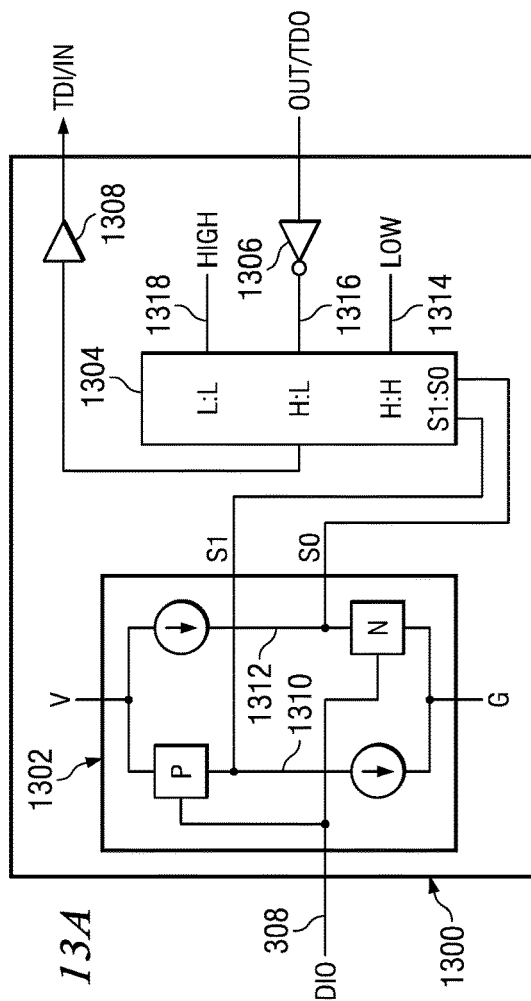 13A
TDI/IN
1308
OUT/TDO
1304
1318
HIGH
L:L
1306
H:L
1316
H:H
LOW
1314
S1:S0
S1
S0
V
1302
P
1312
1310
N
G
308
DIO
1300